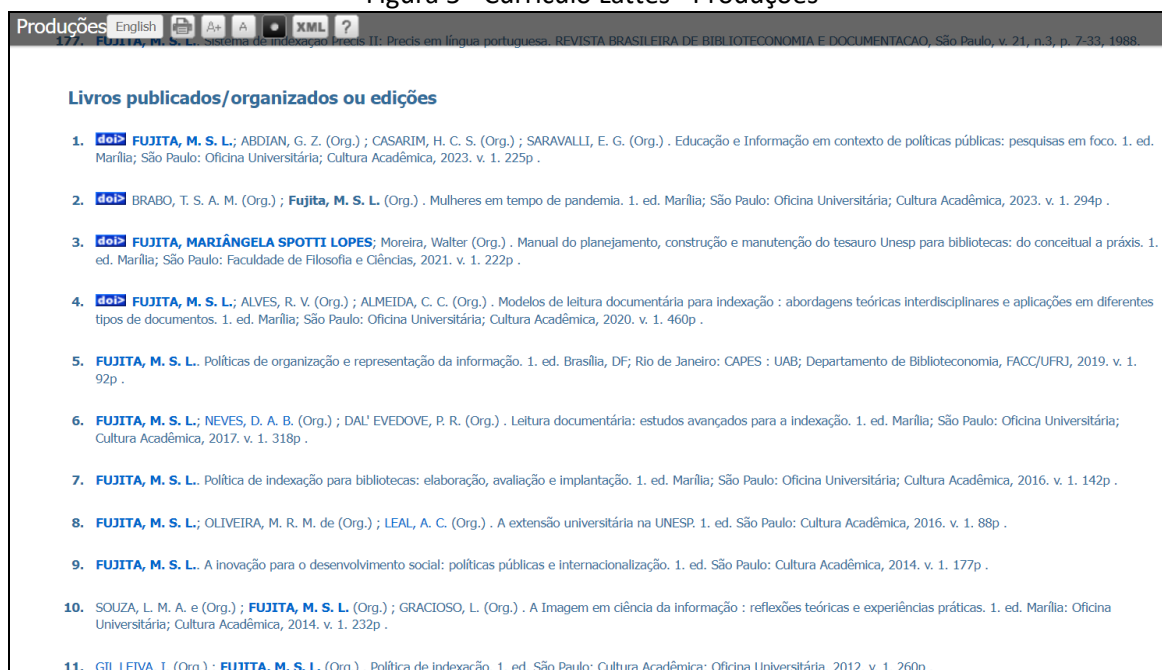 Figura 5 - Currículo Lattes - Produções
Produções English A+ A XML ?
177. FUJITA, M. S. L. Sistema de indexação Precis II: Precis em língua portuguesa. REVISTA BRASILEIRA DE BIBLIOTECONOMIA E DOCUMENTACAO, São Paulo, v. 21, n.3, p. 7-33, 1988.
Livros publicados/organizados ou edições
1. doi> FUJITA, M. S. L.; ABDIAN, G. Z. (Org.) ; CASARIM, H. C. S. (Org.) ; SARAVALLI, E. G. (Org.) . Educação e Informação em contexto de políticas públicas: pesquisas em foco. 1. ed.
Marília; São Paulo: Oficina Universitária; Cultura Acadêmica, 2023. v. 1. 225p .
2. doi> BRABO, T. S. A. M. (Org.) ; Fujita, M. S. L. (Org.) . Mulheres em tempo de pandemia. 1. ed. Marília; São Paulo: Oficina Universitária; Cultura Acadêmica, 2023. v. 1. 294p .
3. doi> FUJITA, MARIÂNGELA SPOTTI LOPES; Moreira, Walter (Org.) . Manual do planejamento, construção e manutenção do tesauro Unesp para bibliotecas: do conceitual a práxis. 1.
ed. Marília; São Paulo: Faculdade de Filosofia e Ciências, 2021. v. 1. 222p .
4. doi> FUJITA, M. S. L.; ALVES, R. V. (Org.) ; ALMEIDA, C. C. (Org.) . Modelos de leitura documentária para indexação : abordagens teóricas interdisciplinares e aplicações em diferentes
tipos de documentos. 1. ed. Marília; São Paulo: Oficina Universitária; Cultura Acadêmica, 2020. v. 1. 460p .
5. FUJITA, M. S. L.. Políticas de organização e representação da informação. 1. ed. Brasília, DF; Rio de Janeiro: CAPES : UAB; Departamento de Biblioteconomia, FACC/UFRJ, 2019. v. 1.
92p .
6. FUJITA, M. S. L.; NEVES, D. A. B. (Org.) ; DAL' EVEDOVE, P. R. (Org.) . Leitura documentária: estudos avançados para a indexação. 1. ed. Marília; São Paulo: Oficina Universitária;
Cultura Acadêmica, 2017. v. 1. 318p .
7. FUJITA, M. S. L.. Política de indexação para bibliotecas: elaboração, avaliação e implantação. 1. ed. Marília; São Paulo: Oficina Universitária; Cultura Acadêmica, 2016. v. 1. 142p .
8. FUJITA, M. S. L.; OLIVEIRA, M. R. M. de (Org.) ; LEAL, A. C. (Org.) . A extensão universitária na UNESP. 1. ed. São Paulo: Cultura Acadêmica, 2016. v. 1. 88p .
9. FUJITA, M. S. L.. A inovação para o desenvolvimento social: políticas públicas e internacionalização. 1. ed. São Paulo: Cultura Acadêmica, 2014. v. 1. 177p .
10. SOUZA, L. M. A. e (Org.) ; FUJITA, M. S. L. (Org.) ; GRACIOSO, L. (Org.) . A Imagem em ciência da informação : reflexões teóricas e experiências práticas. 1. ed. Marília: Oficina
Universitária; Cultura Acadêmica, 2014. v. 1. 232p .
11. GIL LEIVA, I. (Org.) ; FUJITA, M. S. L. (Org.) . Política de indexação. 1. ed. São Paulo: Cultura Acadêmica; Oficina Universitária, 2012. v. 1. 260p .